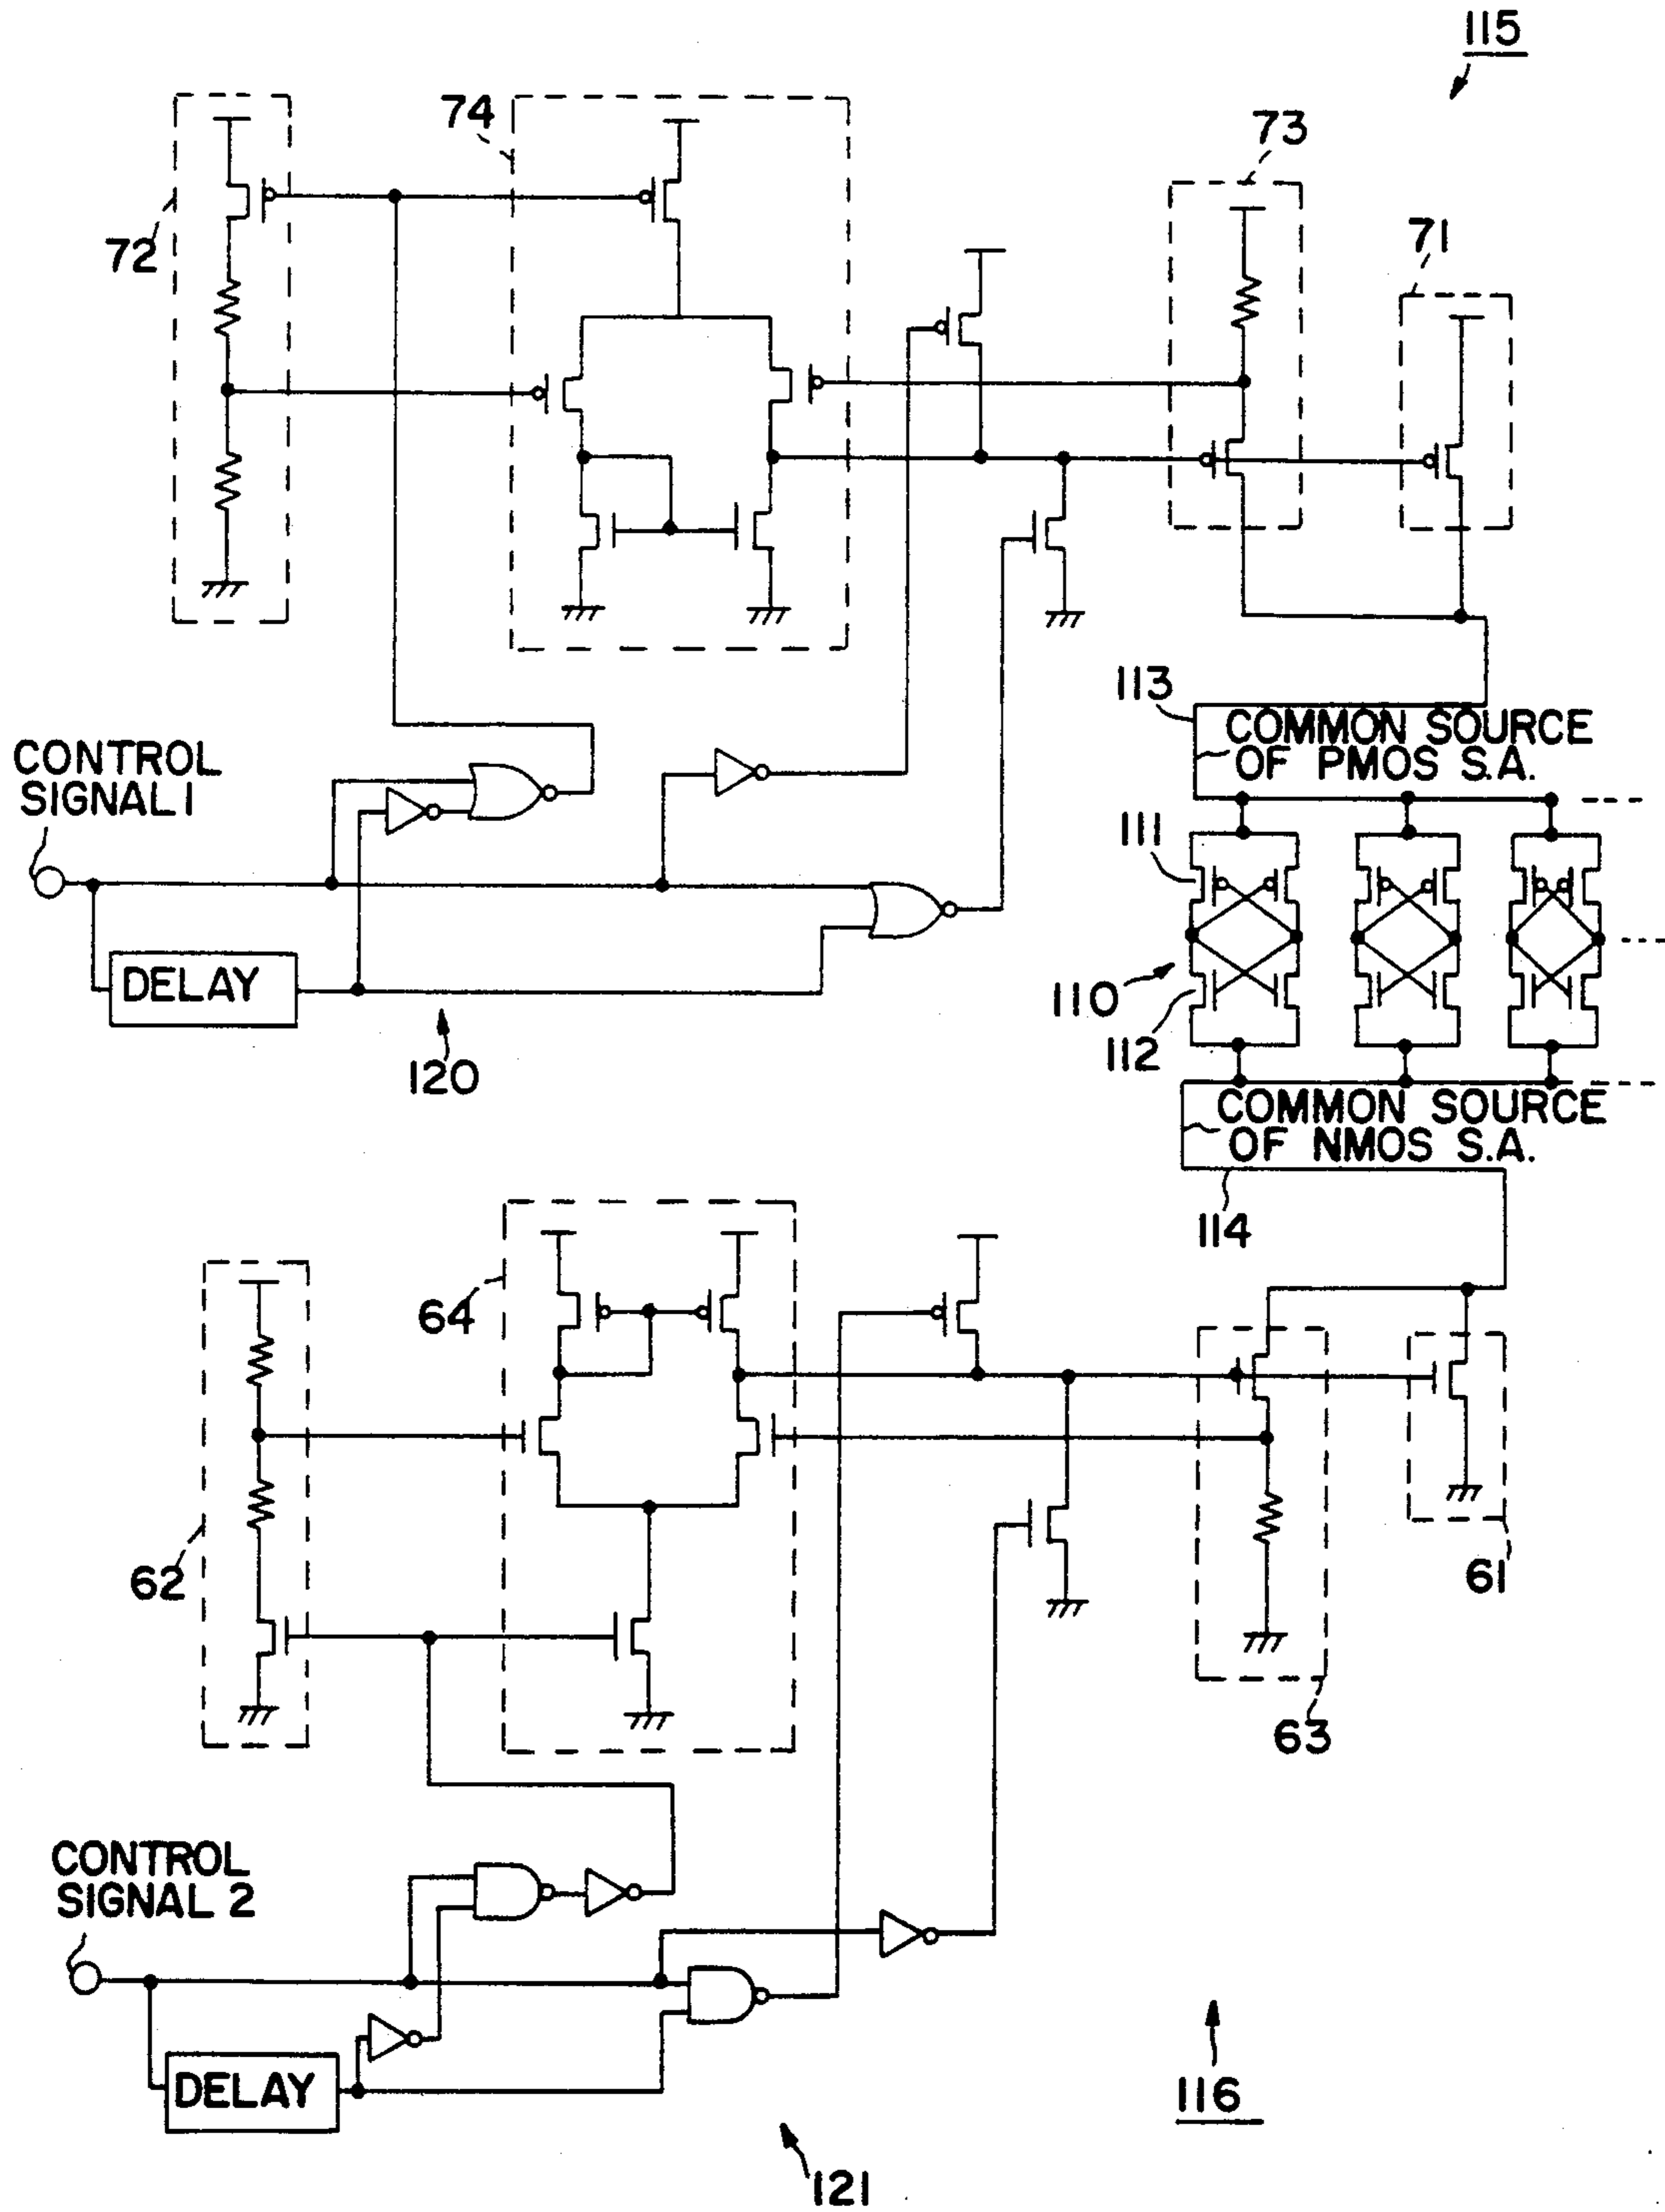 115
74
73
72
71
113
COMMON SOURCE
OF PMOS S.A.
CONTROL
SIGNAL 1
111
DELAY
110
112
120
COMMON SOURCE
OF NMOS S.A.
114
64
62
61
63
CONTROL
SIGNAL 2
DELAY
116
121